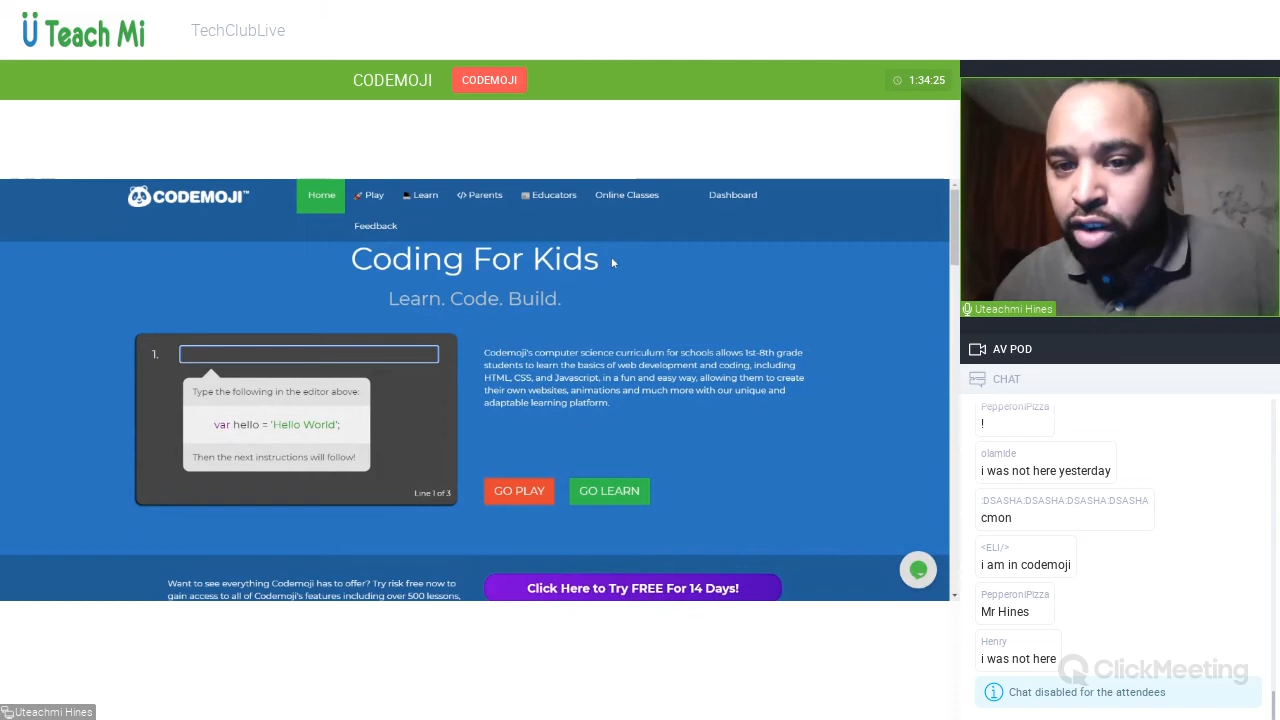 Ü Teach Mi
TechClubLive
CODEMOJI
CODEMOJI
1:34:25
CODEMOJI™
Home
Play
Learn
</> Parents
Educators
Online Classes
Dashboard
Feedback
Coding For Kids
Learn. Code. Build.
1.
Type the following in the editor above:
var hello = 'Hello World';
Then the next instructions will follow!
Line 1 of 3
Codemoji's computer science curriculum for schools allows 1st-8th grade
students to learn the basics of web development and coding, including
HTML, CSS, and Javascript, in a fun and easy way, allowing them to create
their own websites, animations and much more with our unique and
adaptable learning platform.
GO PLAY
GO LEARN
Want to see everything Codemoji has to offer? Try risk free now to
gain access to all of Codemoji's features including over 500 lessons,
Click Here to Try FREE For 14 Days!
Uteachmi Hines
Uteachmi Hines
AV POD
CHAT
PepperoniPizza
!
olamide
i was not here yesterday
:DSASHA:DSASHA:DSASHA:DSASHA
cmon
<ELI/>
i am in codemoji
PepperoniPizza
Mr Hines
Henry
i was not here
ClickMeeting
Chat disabled for the attendees